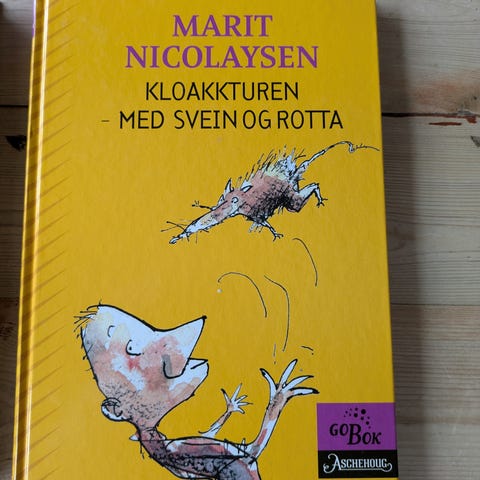 MARIT
NICOLAYSEN
KLOAKKTUREN
- MED SVEIN OG ROTTA
GO
BOK
ASCHEHOUG